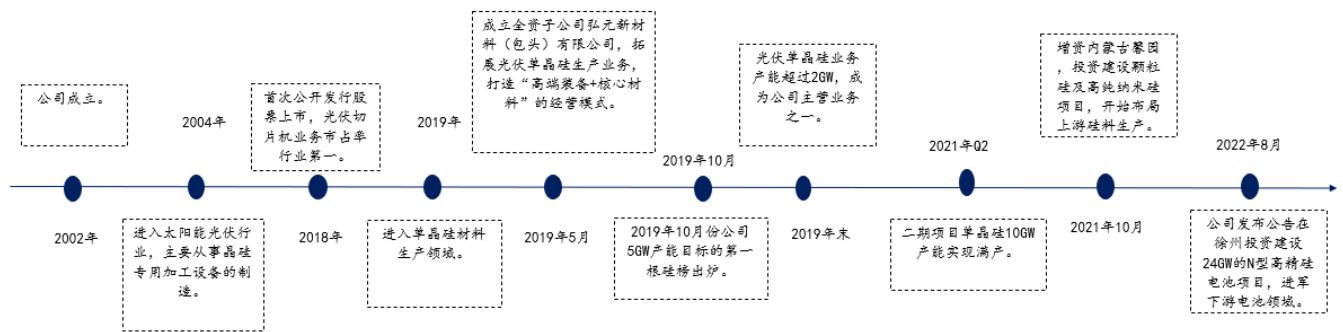 公司成立。
2002年
2004年
进入太阳能光伏行
业，主要从事晶硅
专用加工设备的制
造。
首次公开发行股
票上市，光伏切
片机业务市占率
行业第一。
2018年
2019年
进入单晶硅材料
生产领域。
成立全资子公司弘元新材
料（包头）有限公司，拓
展光伏单晶硅生产业务，
打造“高端装备+核心材
料”的经营模式。
2019年5月
2019年10月
2019年10月份公司
5GW产能目标的第一
根硅榜出炉。
光伏单晶硅业务
产能超过2GW，成
为公司主营业务
之一。
2019年末
2021年Q2
二期项目单晶硅10GW
产能实现满产。
增资内蒙古馨园
，投资建设颗粒
硅及高纯纳米硅
项目，开始布局
上游硅料生产。
2021年10月
2022年8月
公司发布公告在
徐州投资建设
24GW的N型高精硅
电池项目，进军
下游电池领域。